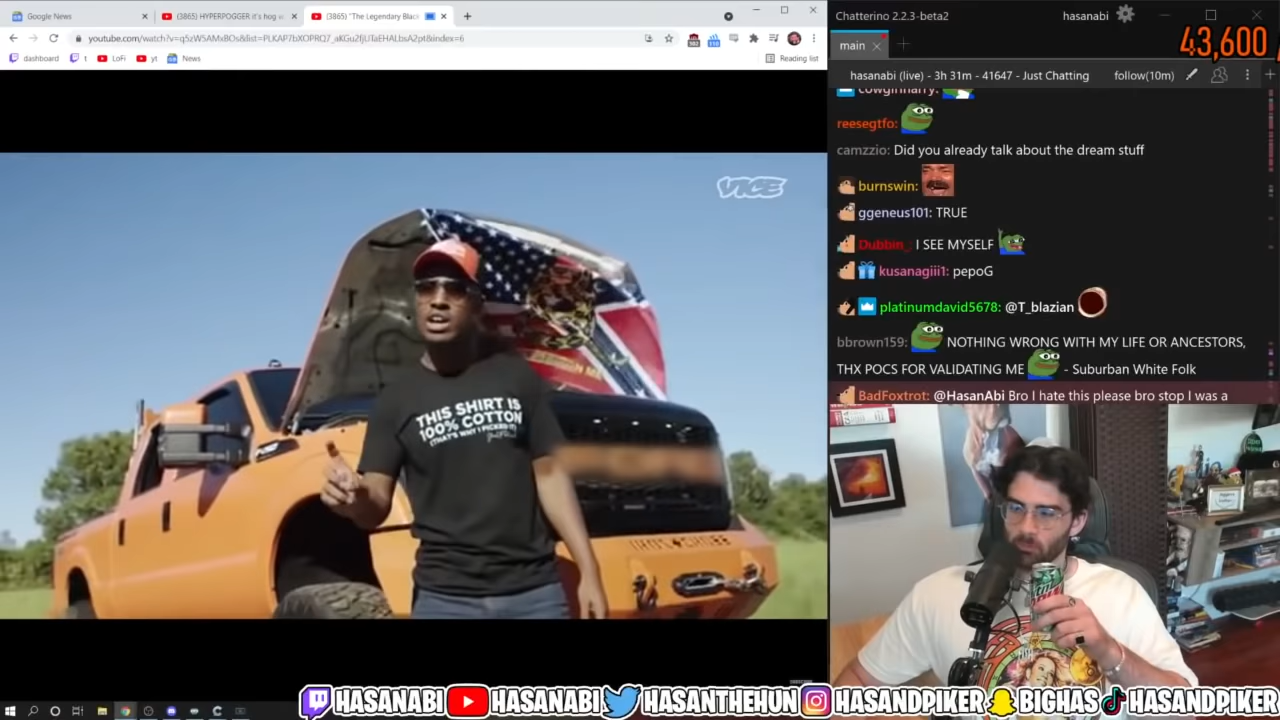 Google News
(3865) HYPERPOGGER it's hog w
(3865) "The Legendary Blac
youtube.com/watch?v=q5zW5AMxBOs&list=PLKAP7bXOPRQ7_aKGu2fjUTaEHALbsA2pt&index=6
dashboard
t
LoFi
yt
News
Reading list
VICE
THIS SHIRT IS
100% COTTON
(THAT'S WHY I PICKED IT)
Chatterino 2.2.3-beta2
hasanabi
43,600
main
hasanabi (live) - 3h 31m - 41647 - Just Chatting
follow(10m)
cowgirlharry:
reesegtfo:
camzzio: Did you already talk about the dream stuff
burnswin:
ggeneus101: TRUE
Dubbin_: I SEE MYSELF
kusanagiii1: pepoG
platinumdavid5678: @T_blazian
bbrown159: NOTHING WRONG WITH MY LIFE OR ANCESTORS,
THX POCS FOR VALIDATING ME - Suburban White Folk
BadFoxtrot: @HasanAbi Bro I hate this please bro stop I was a
HASANABI HASANABI HASANTHEHUN HASANDPIKER BIGHAS HASANDPIKER